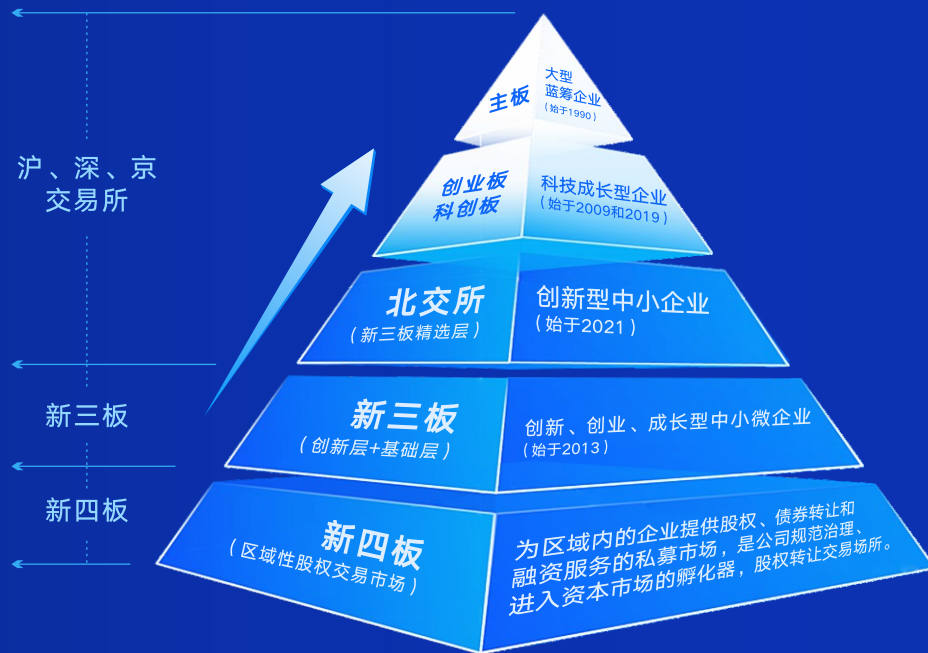 沪、深、京
交易所
新三板
新四板
主板
大型
蓝筹企业
(始于1990)
创业板
科创板
科技成长型企业
(始于2009和2019)
北交所
(新三板精选层)
创新型中小企业
(始于2021)
新三板
(创新层+基础层)
创新、创业、成长型中小微企业
(始于2013)
新四板
(区域性股权交易市场)
为区域内的企业提供股权、债券转让和
融资服务的私募市场，是公司规范治理、
进入资本市场的孵化器，股权转让交易场所。